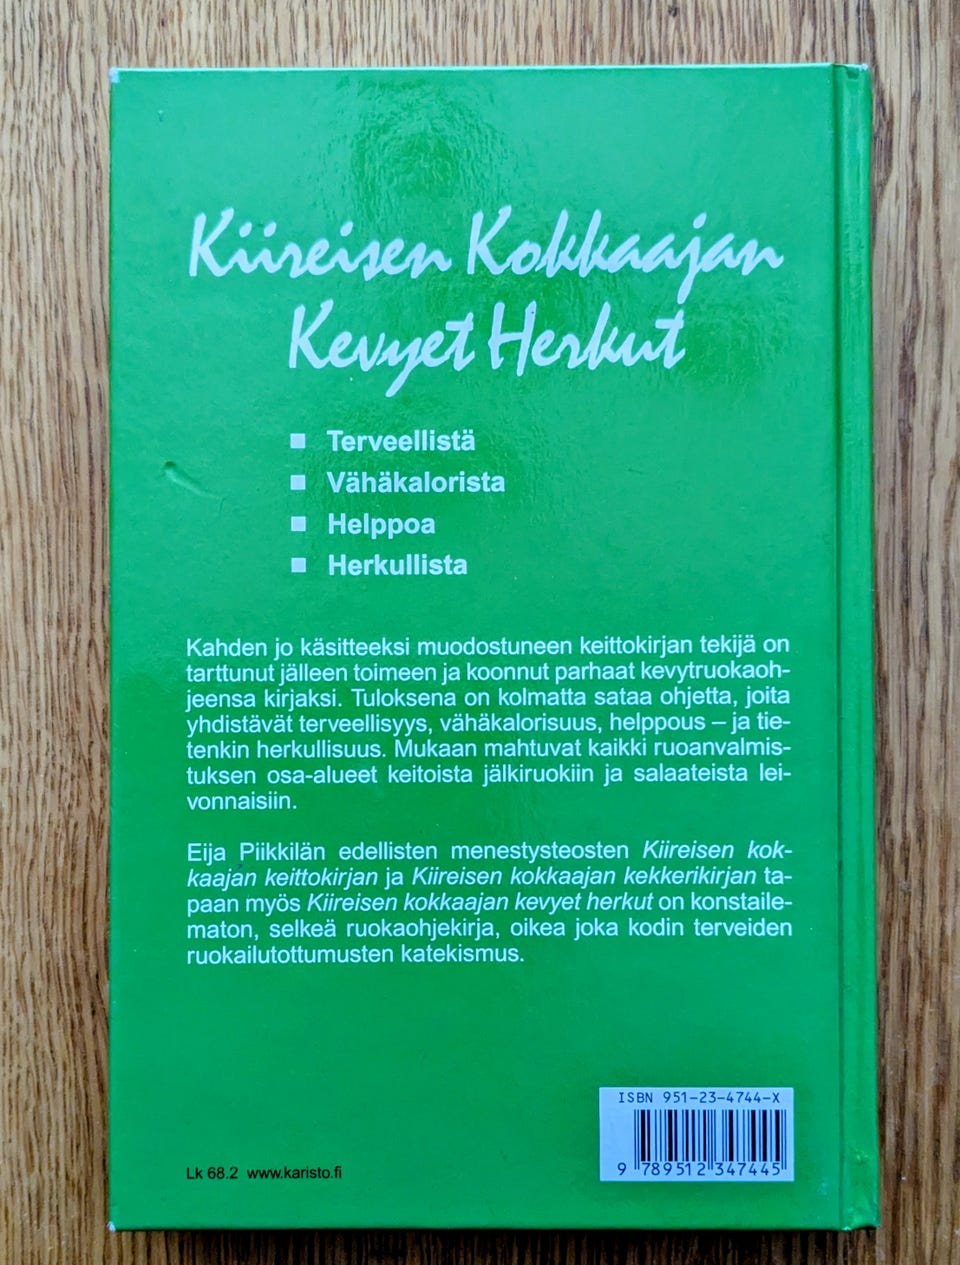 Kiireisen Kokkaajan
Kevyet Herkut
Terveellistä
Vähäkalorista
Helppoa
Herkullista
Kahden jo käsitteeksi muodostuneen keittokirjan tekijä on
tarttunut jälleen toimeen ja koonnut parhaat kevytruokaoh-
jeensa kirjaksi. Tuloksena on kolmatta sataa ohjetta, joita
yhdistävät terveellisyys, vähäkalorisuus, helppous – ja tie-
tenkin herkullisuus. Mukaan mahtuvat kaikki ruoanvalmis-
tuksen osa-alueet keitoista jälkiruokiin ja salaateista lei-
vonnaisiin.
Eija Piikkilän edellisten menestysteosten Kiireisen kok-
kaajan keittokirjan ja Kiireisen kokkaajan kekkerikirjan ta-
paan myös Kiireisen kokkaajan kevyet herkut on konstaile-
maton, selkeä ruokaohjekirja, oikea joka kodin terveiden
ruokailutottumusten katekismus.
ISBN 951-23-4744-X
9 789512 347445
Lk 68.2 www.karisto.fi